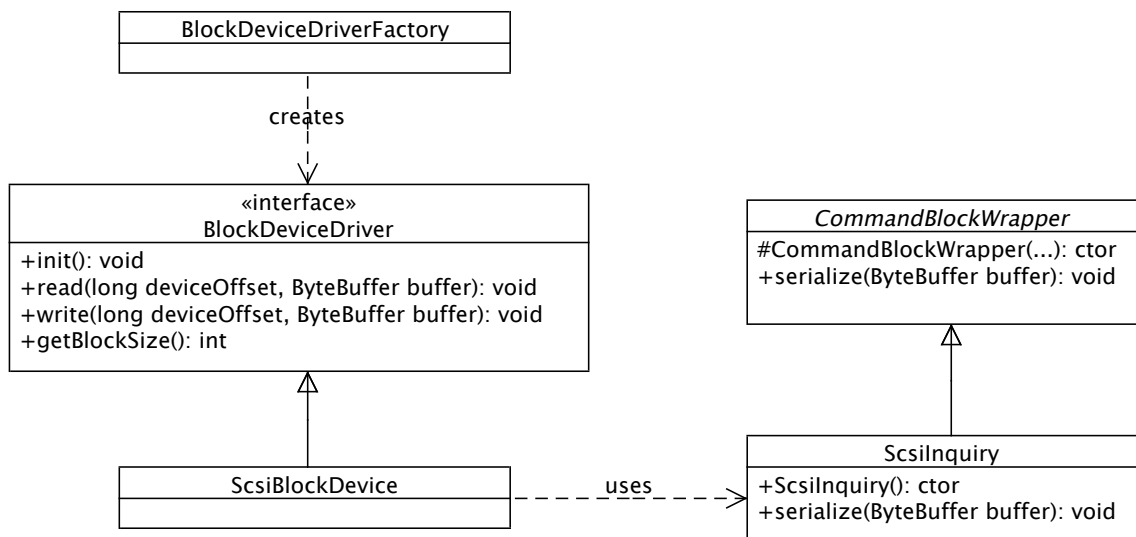 BlockDeviceDriverFactory
creates
«interface»
BlockDeviceDriver
+init(): void
+read(long deviceOffset, ByteBuffer buffer): void
+write(long deviceOffset, ByteBuffer buffer): void
+getBlockSize(): int
CommandBlockWrapper
#CommandBlockWrapper(...): ctor
+serialize(ByteBuffer buffer): void
ScsiBlockDevice
uses
ScsiInquiry
+ScsiInquiry(): ctor
+serialize(ByteBuffer buffer): void